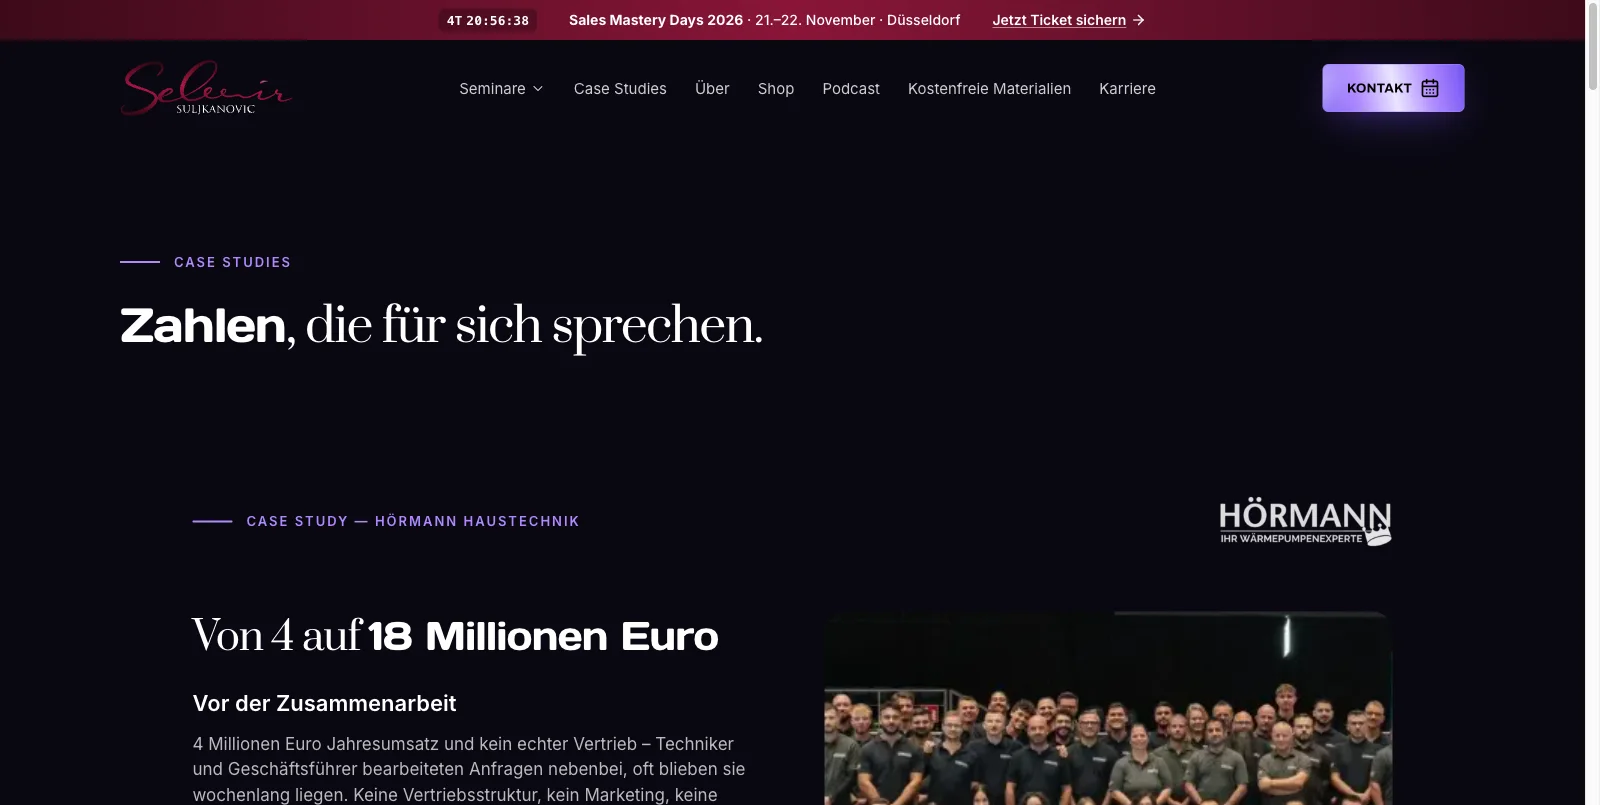 4T 20:56:38
Sales Mastery Days 2026 · 21.–22. November · Düsseldorf
Jetzt Ticket sichern →
Selemir
SULJKANOVIC
Seminare
Case Studies
Über
Shop
Podcast
Kostenfreie Materialien
Karriere
KONTAKT
CASE STUDIES
Zahlen, die für sich sprechen.
CASE STUDY — HÖRMANN HAUSTECHNIK
HÖRMANN
IHR WÄRMEPUMPENEXPERTE
Von 4 auf 18 Millionen Euro
Vor der Zusammenarbeit
4 Millionen Euro Jahresumsatz und kein echter Vertrieb – Techniker
und Geschäftsführer bearbeiteten Anfragen nebenbei, oft blieben sie
wochenlang liegen. Keine Vertriebsstruktur, kein Marketing, keine